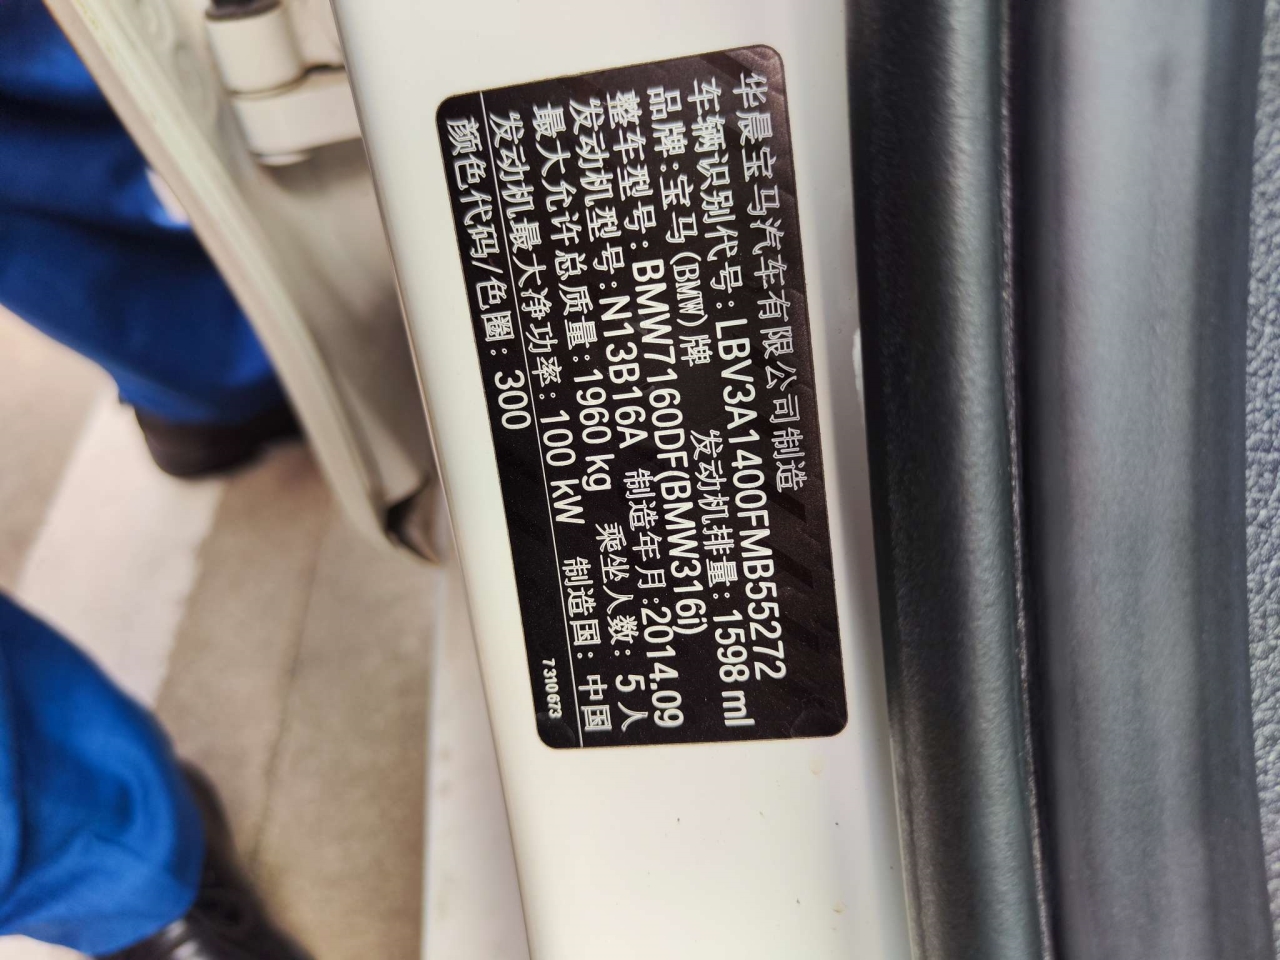 华晨宝马汽车有限公司制造
车辆识别代号:LBV3A1400FMB55272
品牌:宝马(BMW)牌 发动机排量:1598 ml
整车型号:BMW7160DF(BMW316i)
发动机型号:N13B16A 制造年月:2014.09
最大允许总质量:1960 kg 乘坐人数:5人
发动机最大净功率:100 kW 制造国:中国
颜色代码/色圈:300 7310673